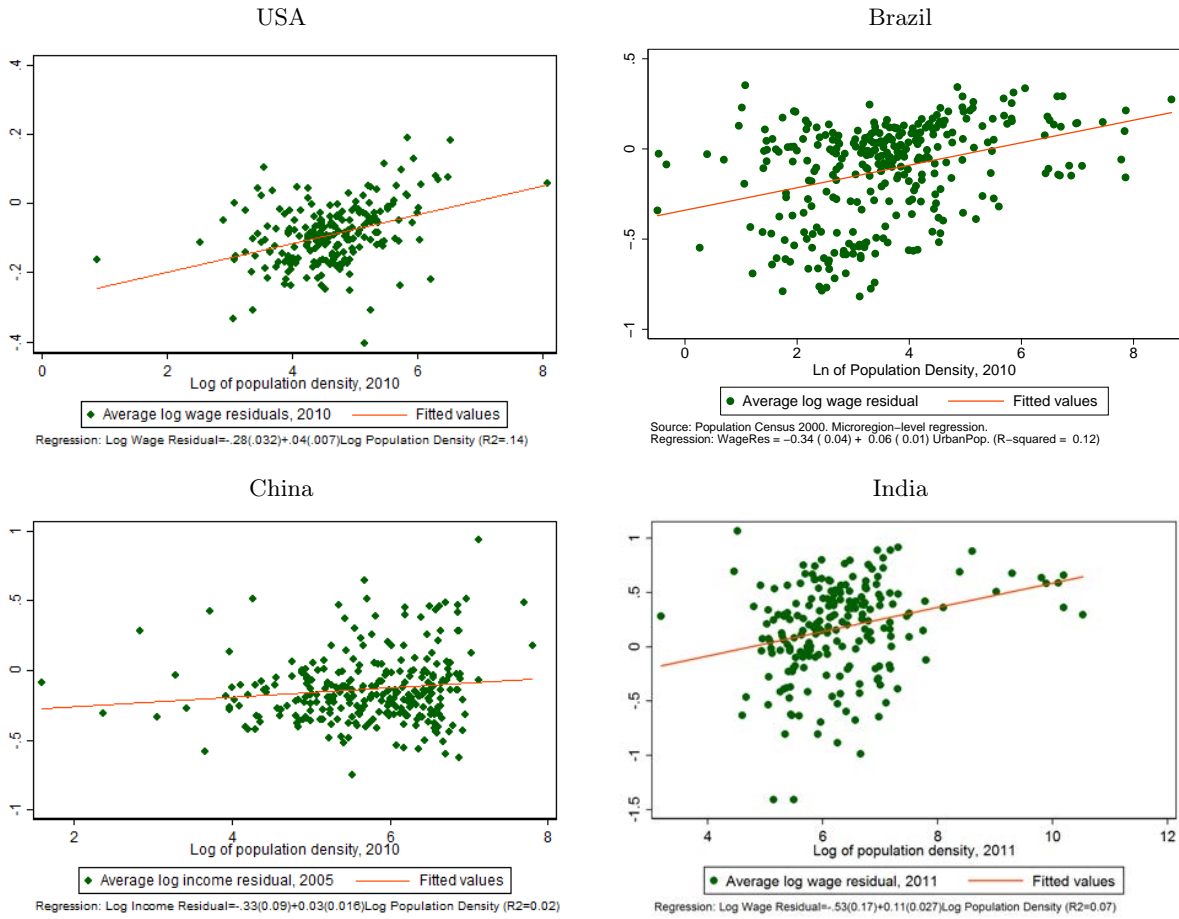 USA
.4
.2
0
-.2
-.4
0 2 4 6 8
Log of population density, 2010
Average log wage residuals, 2010 Fitted values
Regression: Log Wage Residual=-.28(.032)+.04(.007)Log Population Density (R2=.14)
Brazil
.5
0
-.5
-1
0 2 4 6 8
Ln of Population Density, 2010
Average log wage residual Fitted values
Source: Population Census 2000. Microregion-level regression.
Regression: WageRes = -0.34 ( 0.04) + 0.06 ( 0.01) UrbanPop. (R-squared = 0.12)
China
1
.5
0
-.5
-1
2 4 6 8
Log of population density, 2010
Average log income residual, 2005 Fitted values
Regression: Log Income Residual=-.33(0.09)+0.03(0.016)Log Population Density (R2=0.02)
India
1
.5
0
-.5
-1
-1.5
4 6 8 10 12
Log of population density, 2011
Average log wage residual, 2011 Fitted values
Regression: Log Wage Residual=-.53(0.17)+0.11(0.027)Log Population Density (R2=0.07)